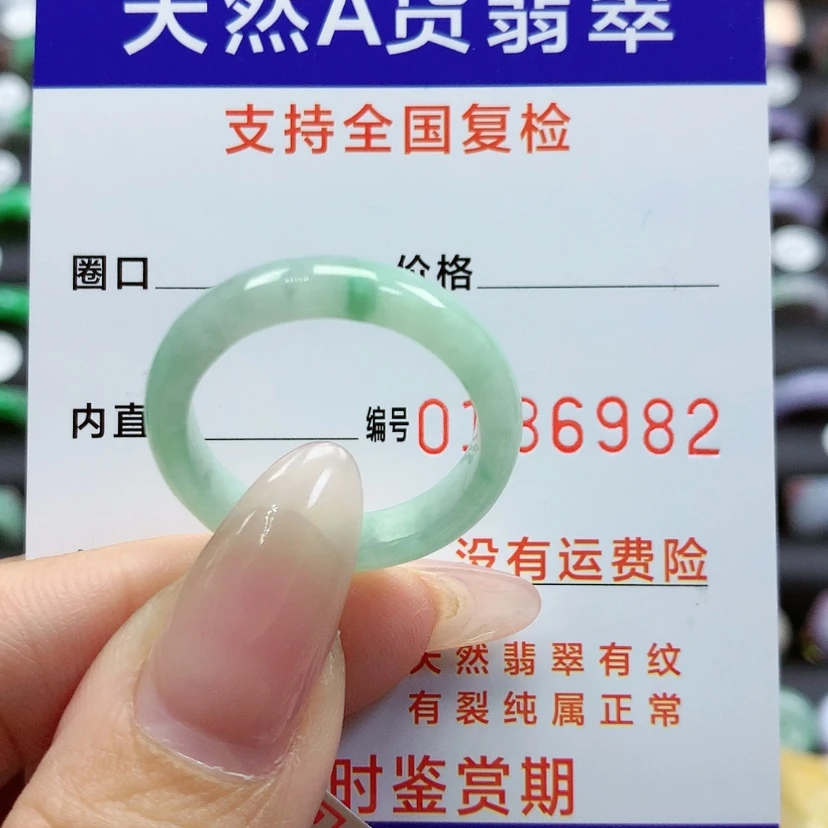 天然A货翡翠
支持全国复检
圈口 价格
内直 编号 36982
没有运费险
天然翡翠有纹
有裂纯属正常
时鉴赏期